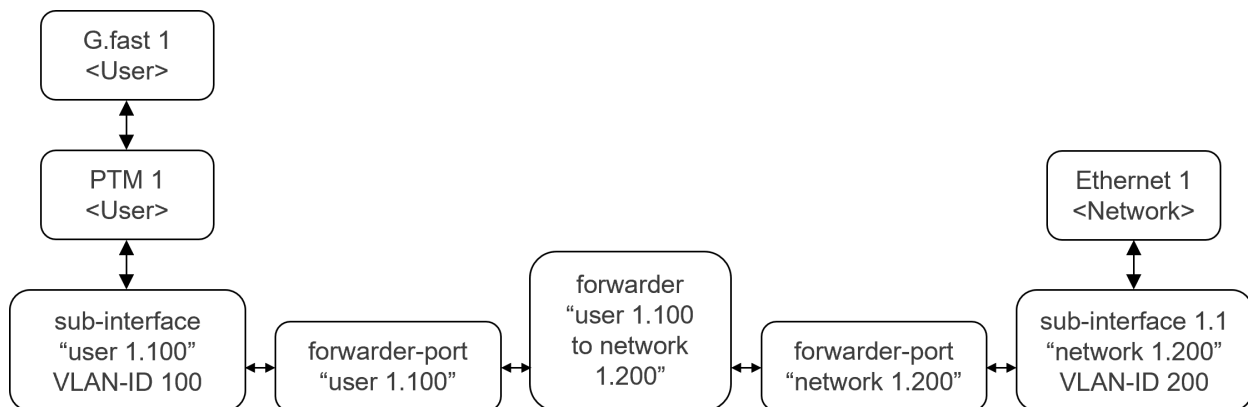 G.fast 1
<User>
PTM 1
<User>
Ethernet 1
<Network>
sub-interface
“user 1.100”
VLAN-ID 100
forwarder-port
“user 1.100”
forwarder
“user 1.100
to network
1.200”
forwarder-port
“network 1.200”
sub-interface 1.1
“network 1.200”
VLAN-ID 200